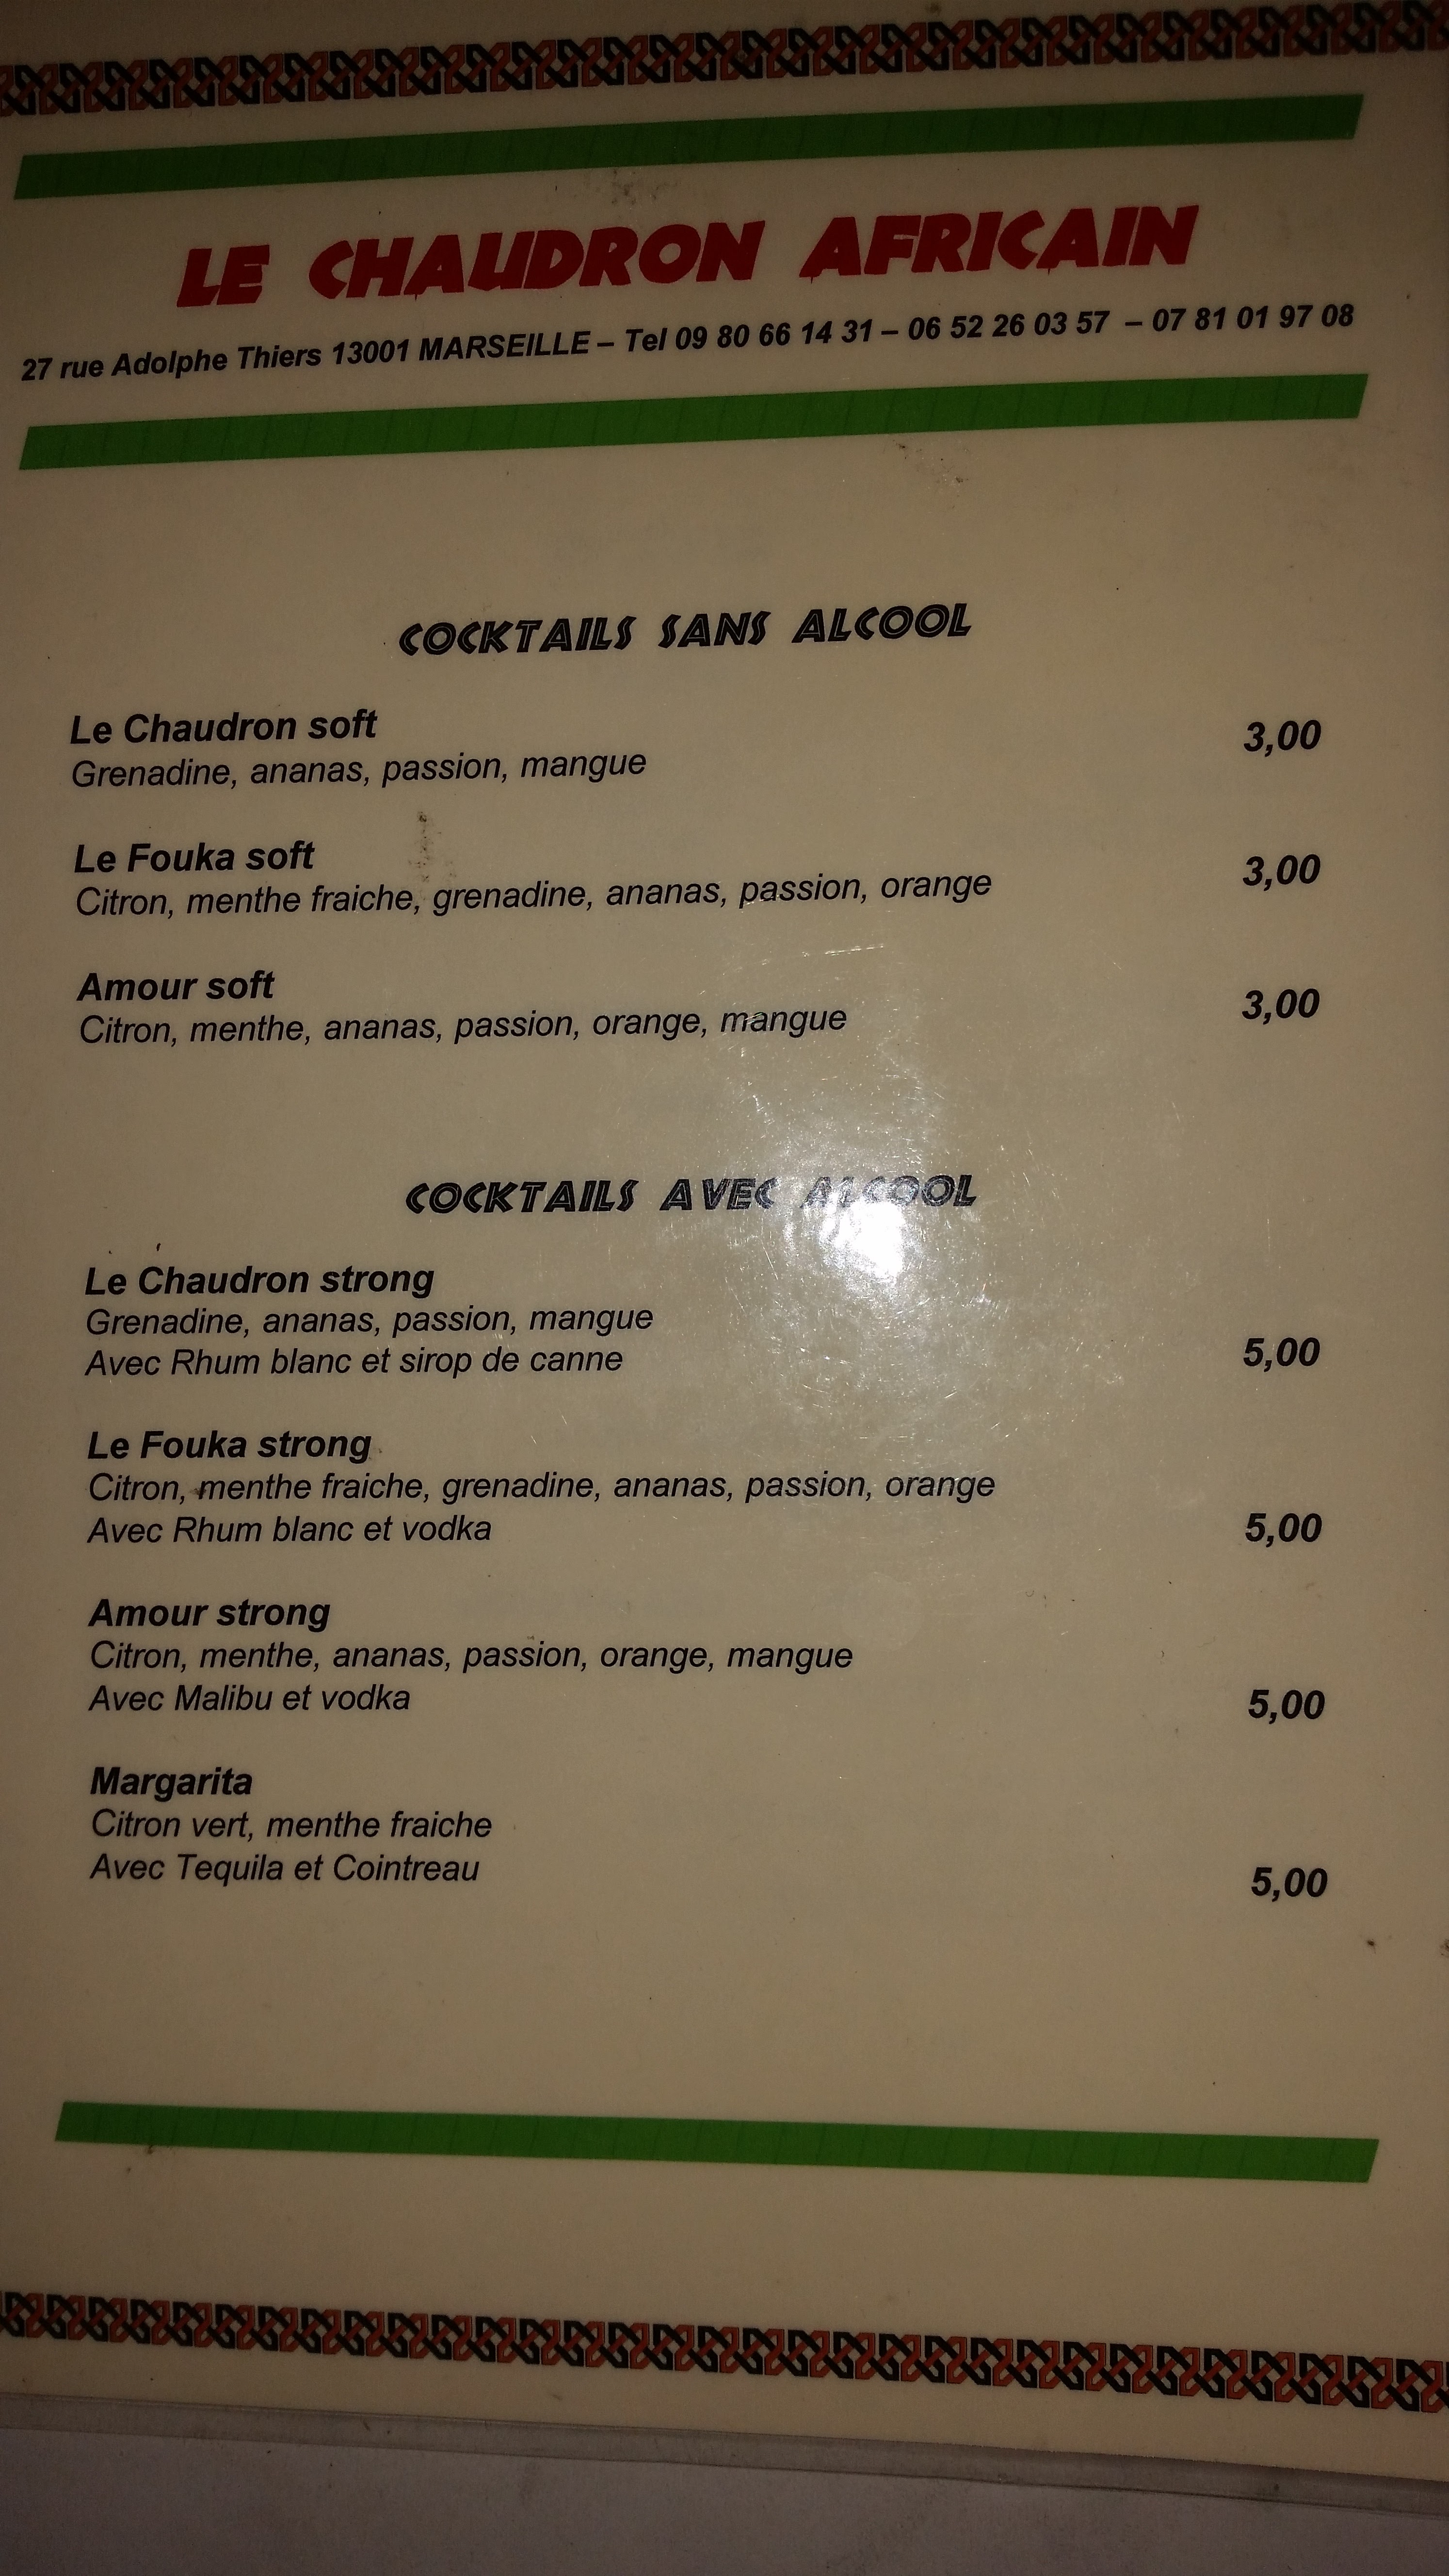 LE CHAUDRON AFRICAIN
27 rue Adolphe Thiers 13001 MARSEILLE – Tel 09 80 66 14 31 – 06 52 26 03 57 – 07 81 01 97 08
COCKTAILS SANS ALCOOL
Le Chaudron soft 3,00
Grenadine, ananas, passion, mangue
Le Fouka soft 3,00
Citron, menthe fraiche, grenadine, ananas, passion, orange
Amour soft 3,00
Citron, menthe, ananas, passion, orange, mangue
COCKTAILS AVEC ALCOOL
Le Chaudron strong
Grenadine, ananas, passion, mangue
Avec Rhum blanc et sirop de canne 5,00
Le Fouka strong
Citron, menthe fraiche, grenadine, ananas, passion, orange
Avec Rhum blanc et vodka 5,00
Amour strong
Citron, menthe, ananas, passion, orange, mangue
Avec Malibu et vodka 5,00
Margarita
Citron vert, menthe fraiche
Avec Tequila et Cointreau 5,00